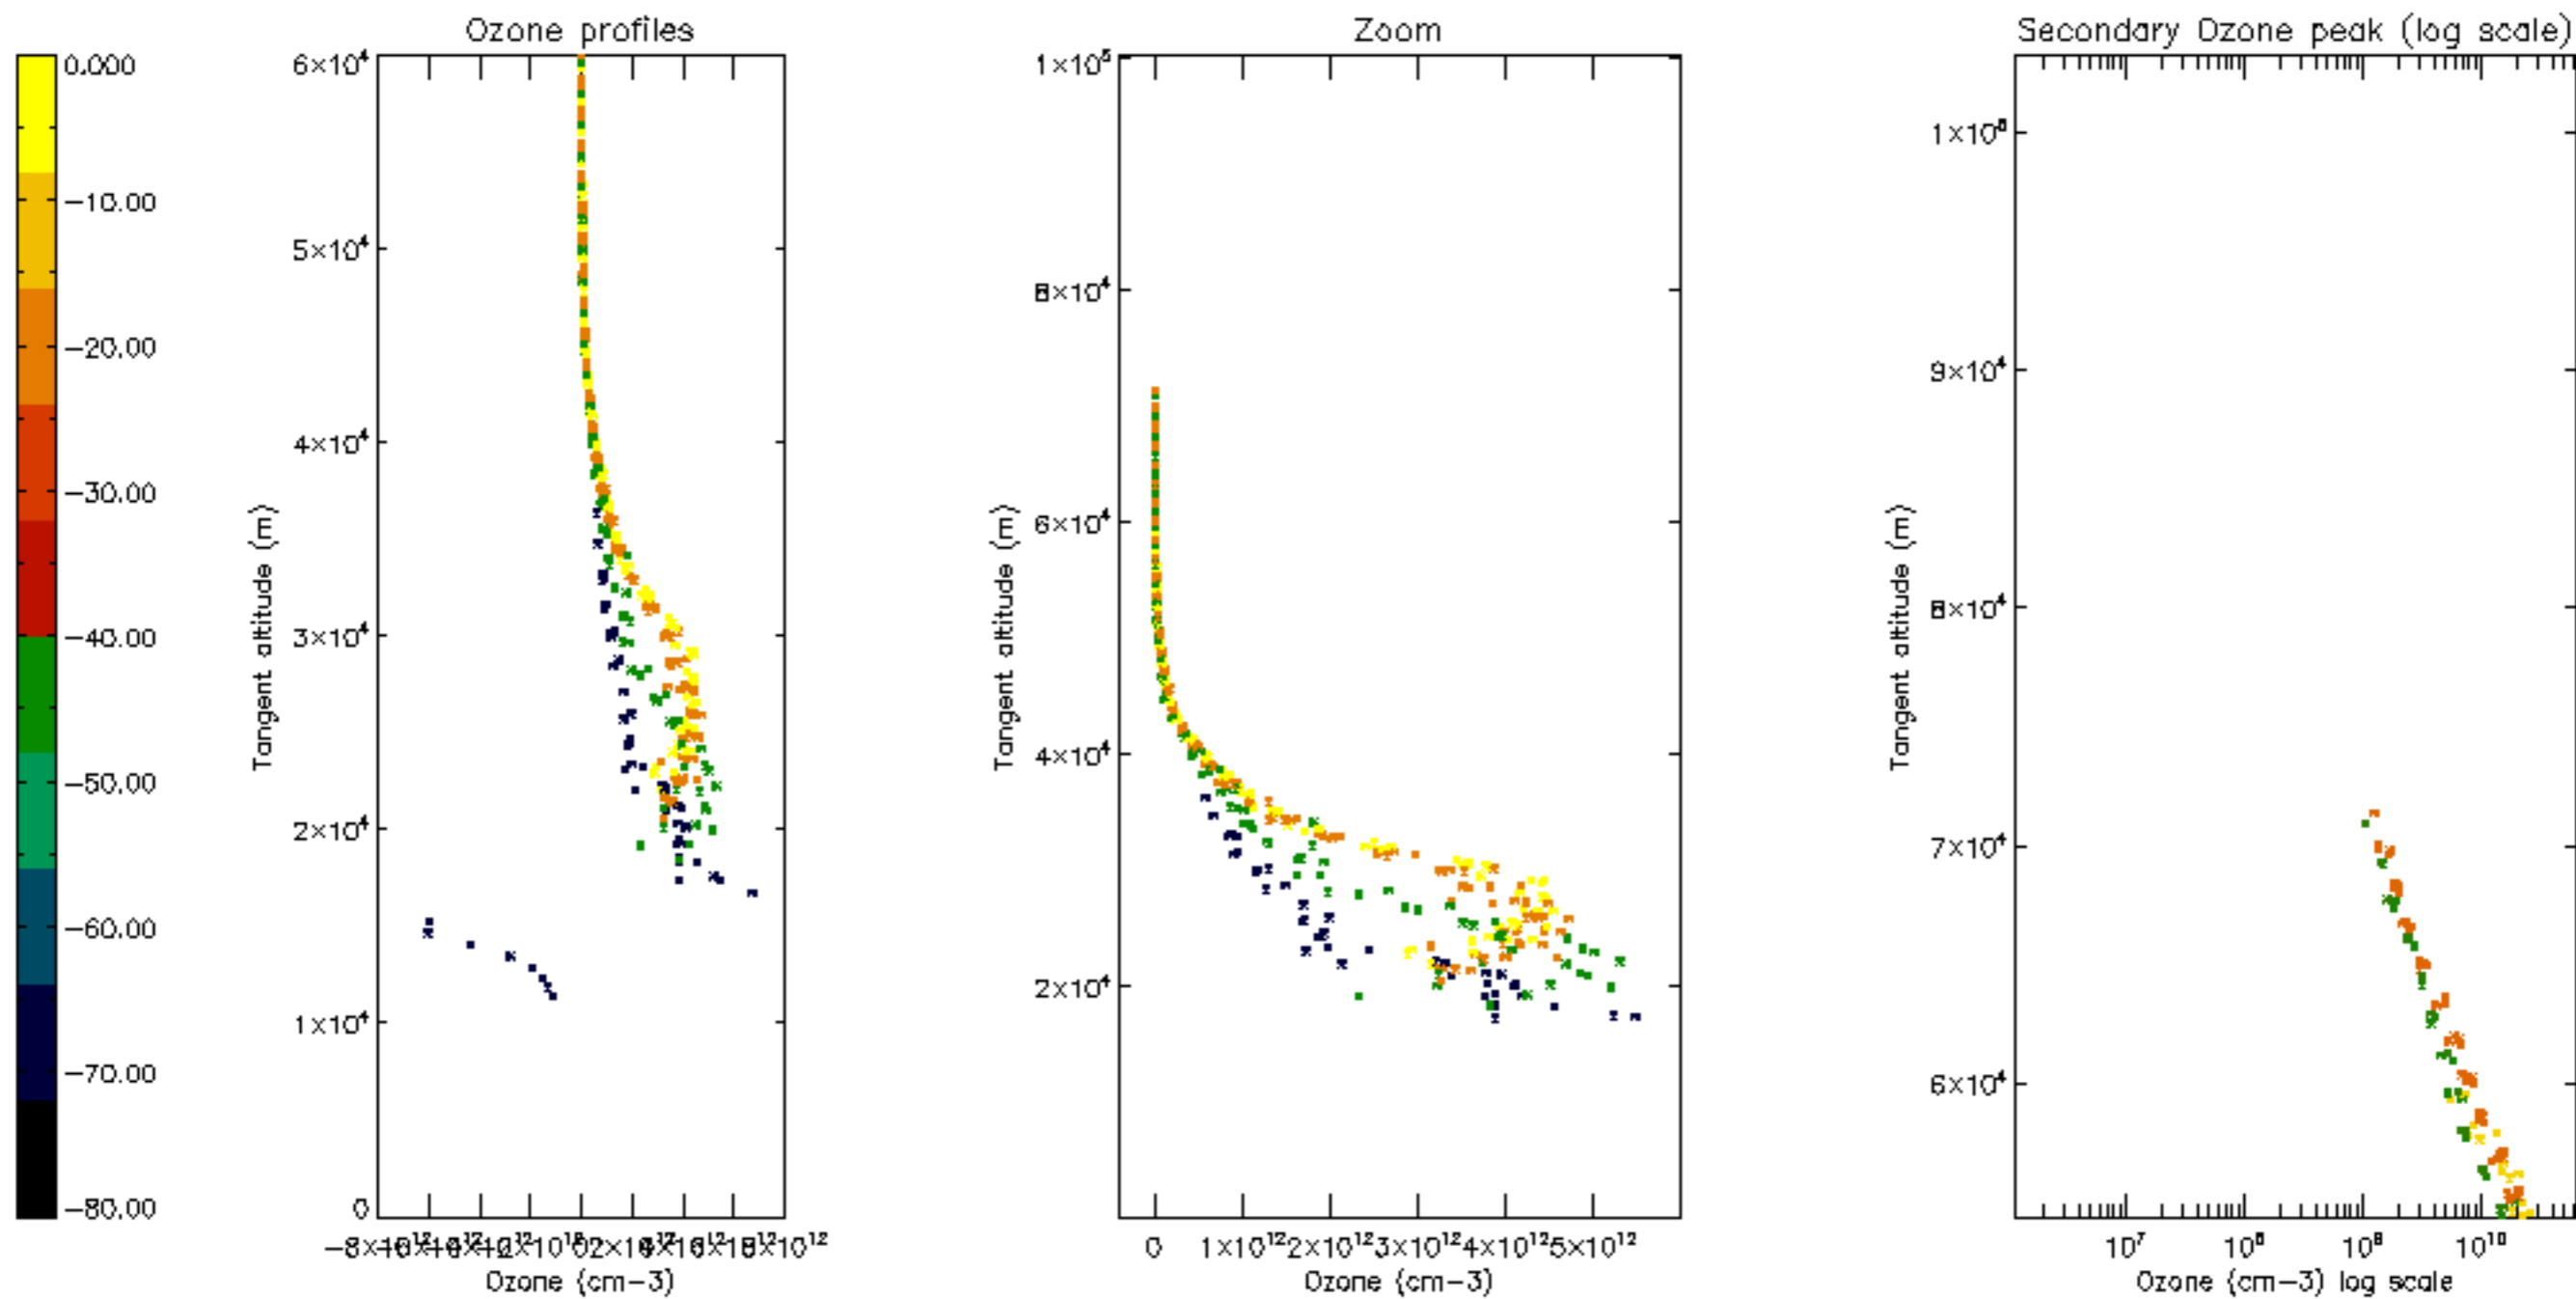 Ozone profiles
Zoom
Secondary Ozone peak (log scale)
0.000
-10.00
-20.00
-30.00
-40.00
-50.00
-60.00
-70.00
-80.00
6×10⁴
5×10⁴
4×10⁴
3×10⁴
2×10⁴
1×10⁴
0
Tangent altitude (m)
Ozone (cm-3)
1×10⁵
8×10⁴
6×10⁴
4×10⁴
2×10⁴
Tangent altitude (m)
0 1×10¹² 2×10¹² 3×10¹² 4×10¹² 5×10¹²
Ozone (cm-3)
9×10⁴
8×10⁴
7×10⁴
6×10⁴
Tangent altitude (m)
10⁷ 10⁸ 10⁹ 10¹⁰
Ozone (cm-3) log scale